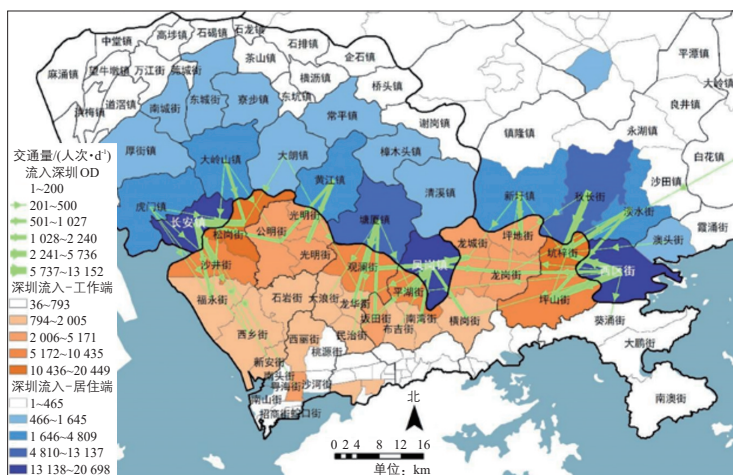 中堂镇
高埗镇
石碣镇
石龙镇
石排镇
企石镇
麻涌镇
望牛墩镇
万江街
莞城街
茶山镇
横沥镇
桥头镇
道滘镇
东城街
寮步镇
东坑镇
常平镇
谢岗镇
洪梅镇
南城街
厚街镇
大岭山镇
大朗镇
樟木头镇
黄江镇
清溪镇
塘厦镇
虎门镇
长安镇
平潭镇
大岭镇
良井镇
镇隆镇
永湖镇
白花镇
沙田镇
新圩镇
秋长街
淡水街
霞涌街
澳头街
西区街
凤岗镇
松岗街
公明街
光明街
光明街
沙井街
福永街
石岩街
大浪街
龙华街
观澜街
平湖街
坂田街
南湾街
布吉街
民治街
横岗街
龙城街
坪地街
龙岗街
坑梓街
坪山街
葵涌街
大鹏街
南澳街
西乡街
新安街
西丽街
桃源街
南头街
粤海街
沙河街
南山街
招商街
蛇口街
交通量/(人次·d⁻¹)
流入深圳OD
1~200
201~500
501~1 027
1 028~2 240
2 241~5 736
5 737~13 152
深圳流入-工作端
36~793
794~2 005
2 006~5 171
5 172~10 435
10 436~20 449
深圳流入-居住端
1~465
466~1 645
1 646~4 809
4 810~13 137
13 138~20 698
北
0 2 4 8 12 16
单位：km